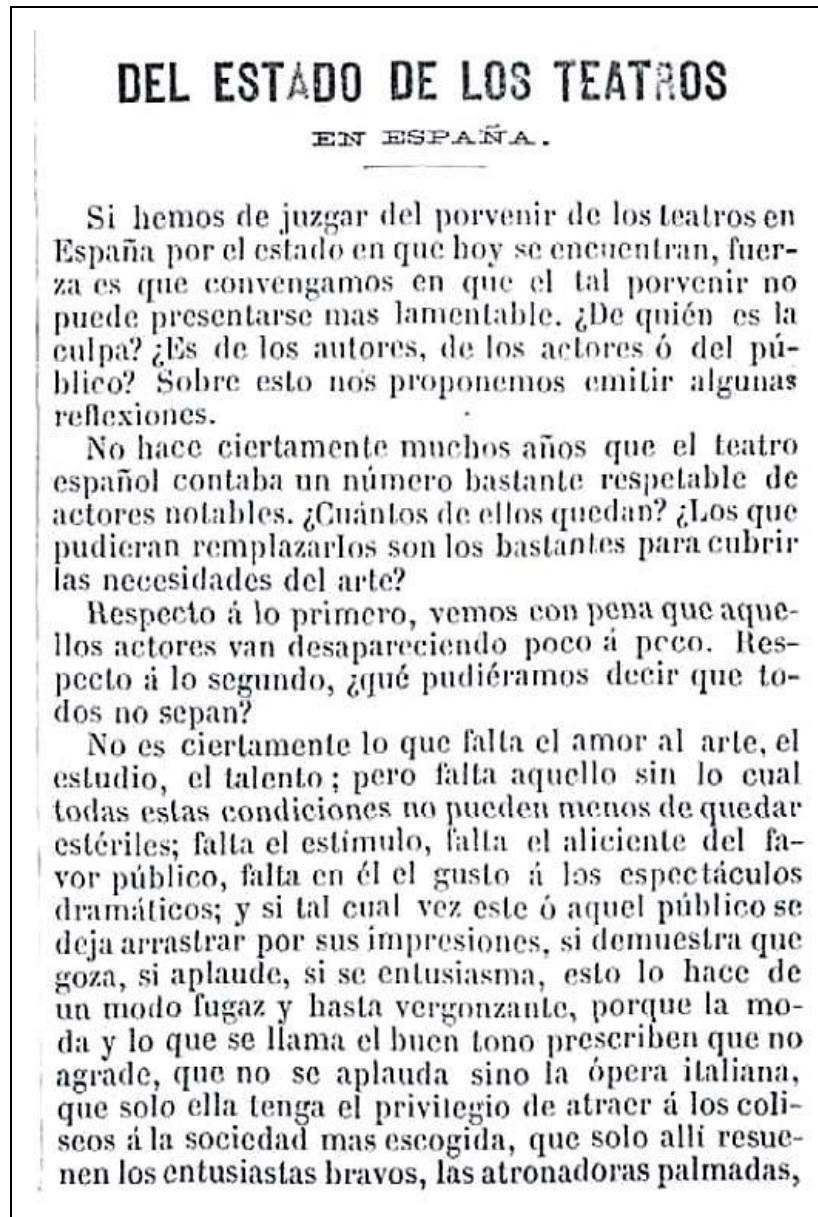 DEL ESTADO DE LOS TEATROS
EN ESPAÑA.
Si hemos de juzgar del porvenir de los teatros en
España por el estado en que hoy se encuentran, fuer-
za es que convengamos en que el tal porvenir no
puede presentarse mas lamentable. ¿De quién es la
culpa? ¿Es de los autores, de los actores ó del pú-
blico? Sobre esto nos proponemos emitir algunas
reflexiones.
No hace ciertamente muchos años que el teatro
español contaba un número bastante respetable de
actores notables. ¿Cuántos de ellos quedan? ¿Los que
pudieran remplazarlos son los bastantes para cubrir
las necesidades del arte?
Respecto á lo primero, vemos con pena que aque-
llos actores van desapareciendo poco á peco. Res-
pecto á lo segundo, ¿qué pudiéramos decir que to-
dos no sepan?
No es ciertamente lo que falta el amor al arte, el
estudio, el talento; pero falta aquello sin lo cual
todas estas condiciones no pueden menos de quedar
estériles; falta el estímulo, falta el aliciente del fa-
vor público, falta en él el gusto á los espectáculos
dramáticos; y si tal cual vez este ó aquel público se
deja arrastrar por sus impresiones, si demuestra que
goza, si aplaude, si se entusiasma, esto lo hace de
un modo fugaz y hasta vergonzante, porque la mo-
da y lo que se llama el buen tono prescriben que no
agrade, que no se aplauda sino la ópera italiana,
que solo ella tenga el privilegio de atraer á los coli-
seos á la sociedad mas escogida, que solo allí resue-
nen los entusiastas bravos, las atronadoras palmadas,